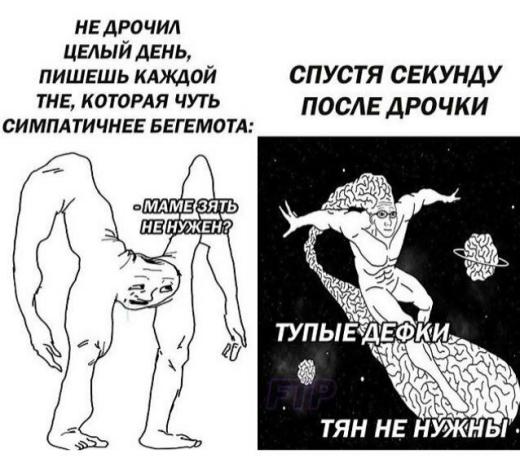 НЕ ДРОЧИЛ
ЦЕЛЫЙ ДЕНЬ,
ПИШЕШЬ КАЖДОЙ
ТНЕ, КОТОРАЯ ЧУТЬ
СИМПАТИЧНЕЕ БЕГЕМОТА:
- МАМЕ ЗЯТЬ
НЕ НУЖЕН?
СПУСТЯ СЕКУНДУ
ПОСЛЕ ДРОЧКИ
ТУПЫЕ ДЕФКИ
FTP
ТЯН НЕ НУЖНЫ